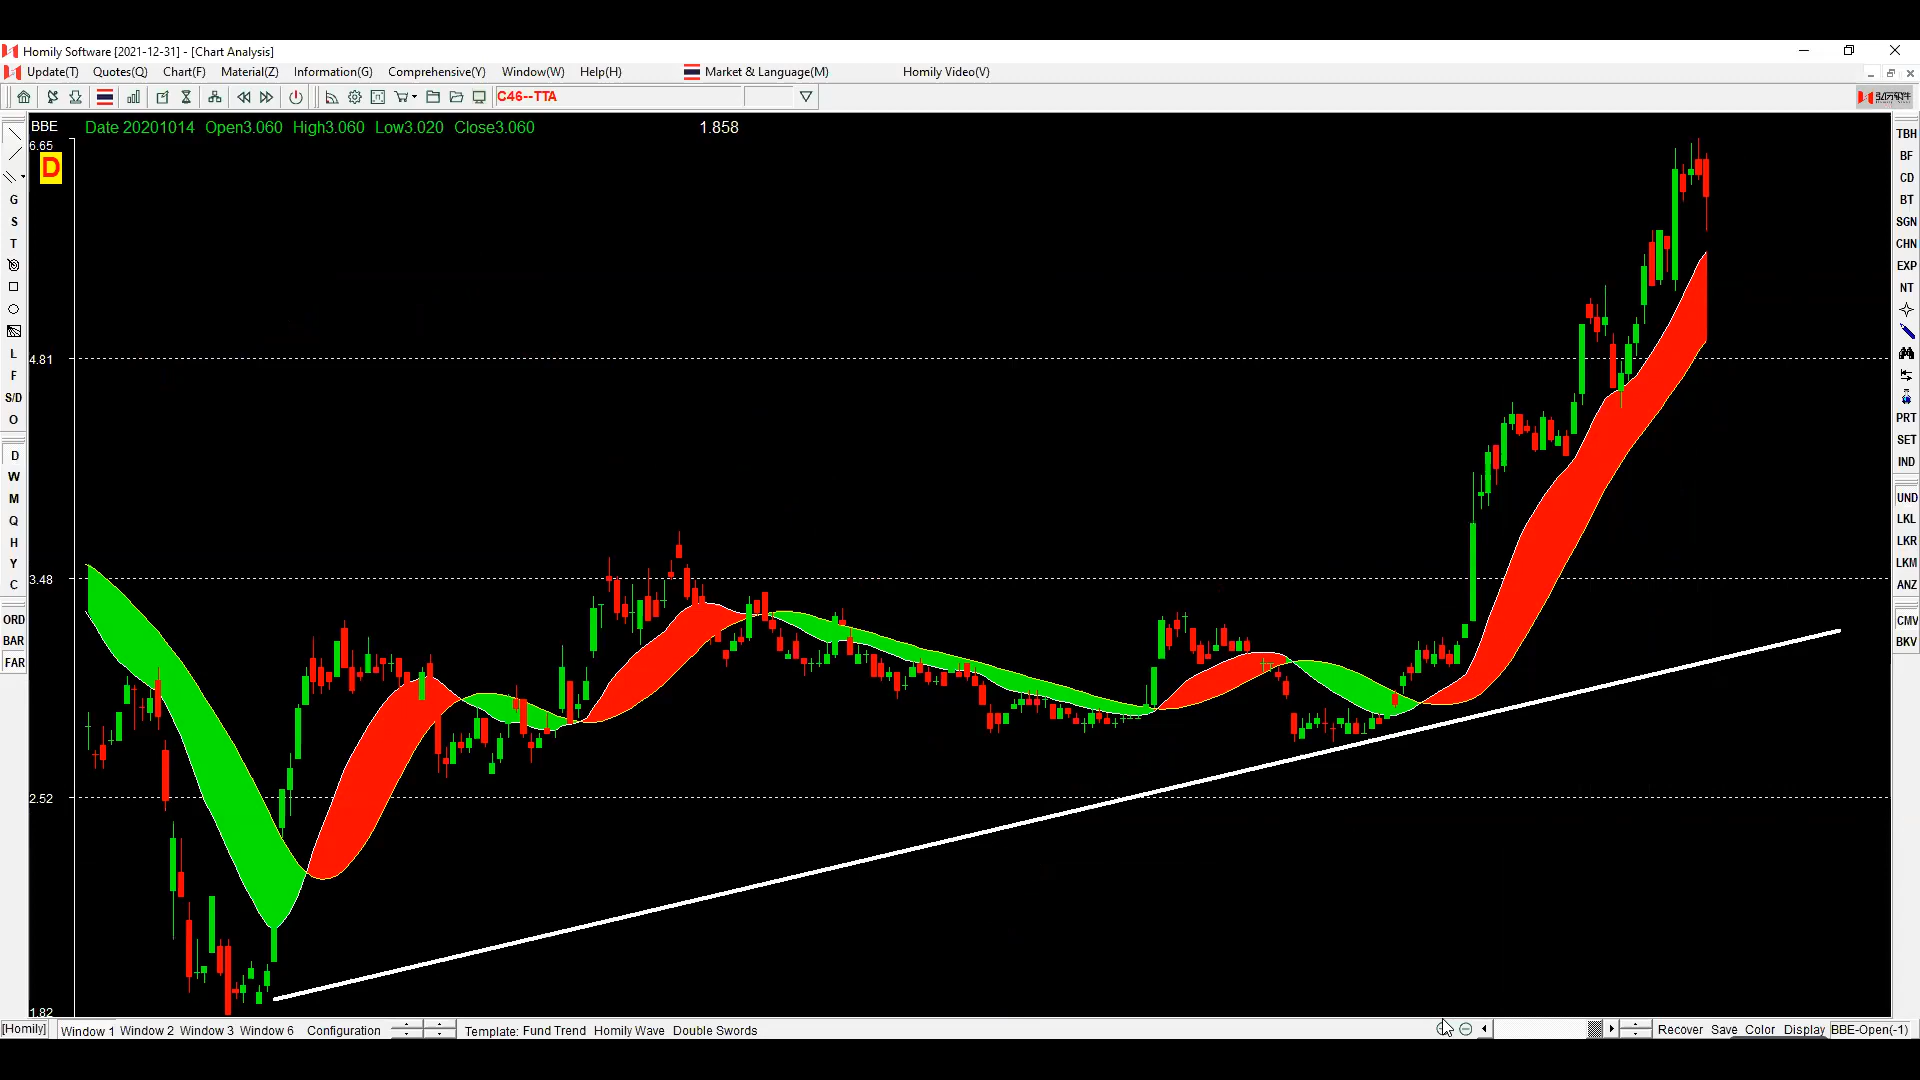 Homily Software [2021-12-31] - [Chart Analysis]
Update(T) Quotes(Q) Chart(F) Material(Z) Information(G) Comprehensive(Y) Window(W) Help(H) Market & Language(M) Homily Video(V)
C46--TTA
BBE Date 20201014 Open3.060 High3.060 Low3.020 Close3.060 1.858
6.65
D
4.81
3.48
2.52
1.82
G
S
T
L
F
S/D
O
D
W
M
Q
H
Y
C
ORD
BAR
FAR
TBH
BF
CD
BT
SGN
CHN
EXP
NT
PRT
SET
IND
UND
LKL
LKR
LKM
ANZ
CMV
BKV
[Homily] Window 1 Window 2 Window 3 Window 6 Configuration Template: Fund Trend Homily Wave Double Swords Recover Save Color Display BBE-Open(-1)